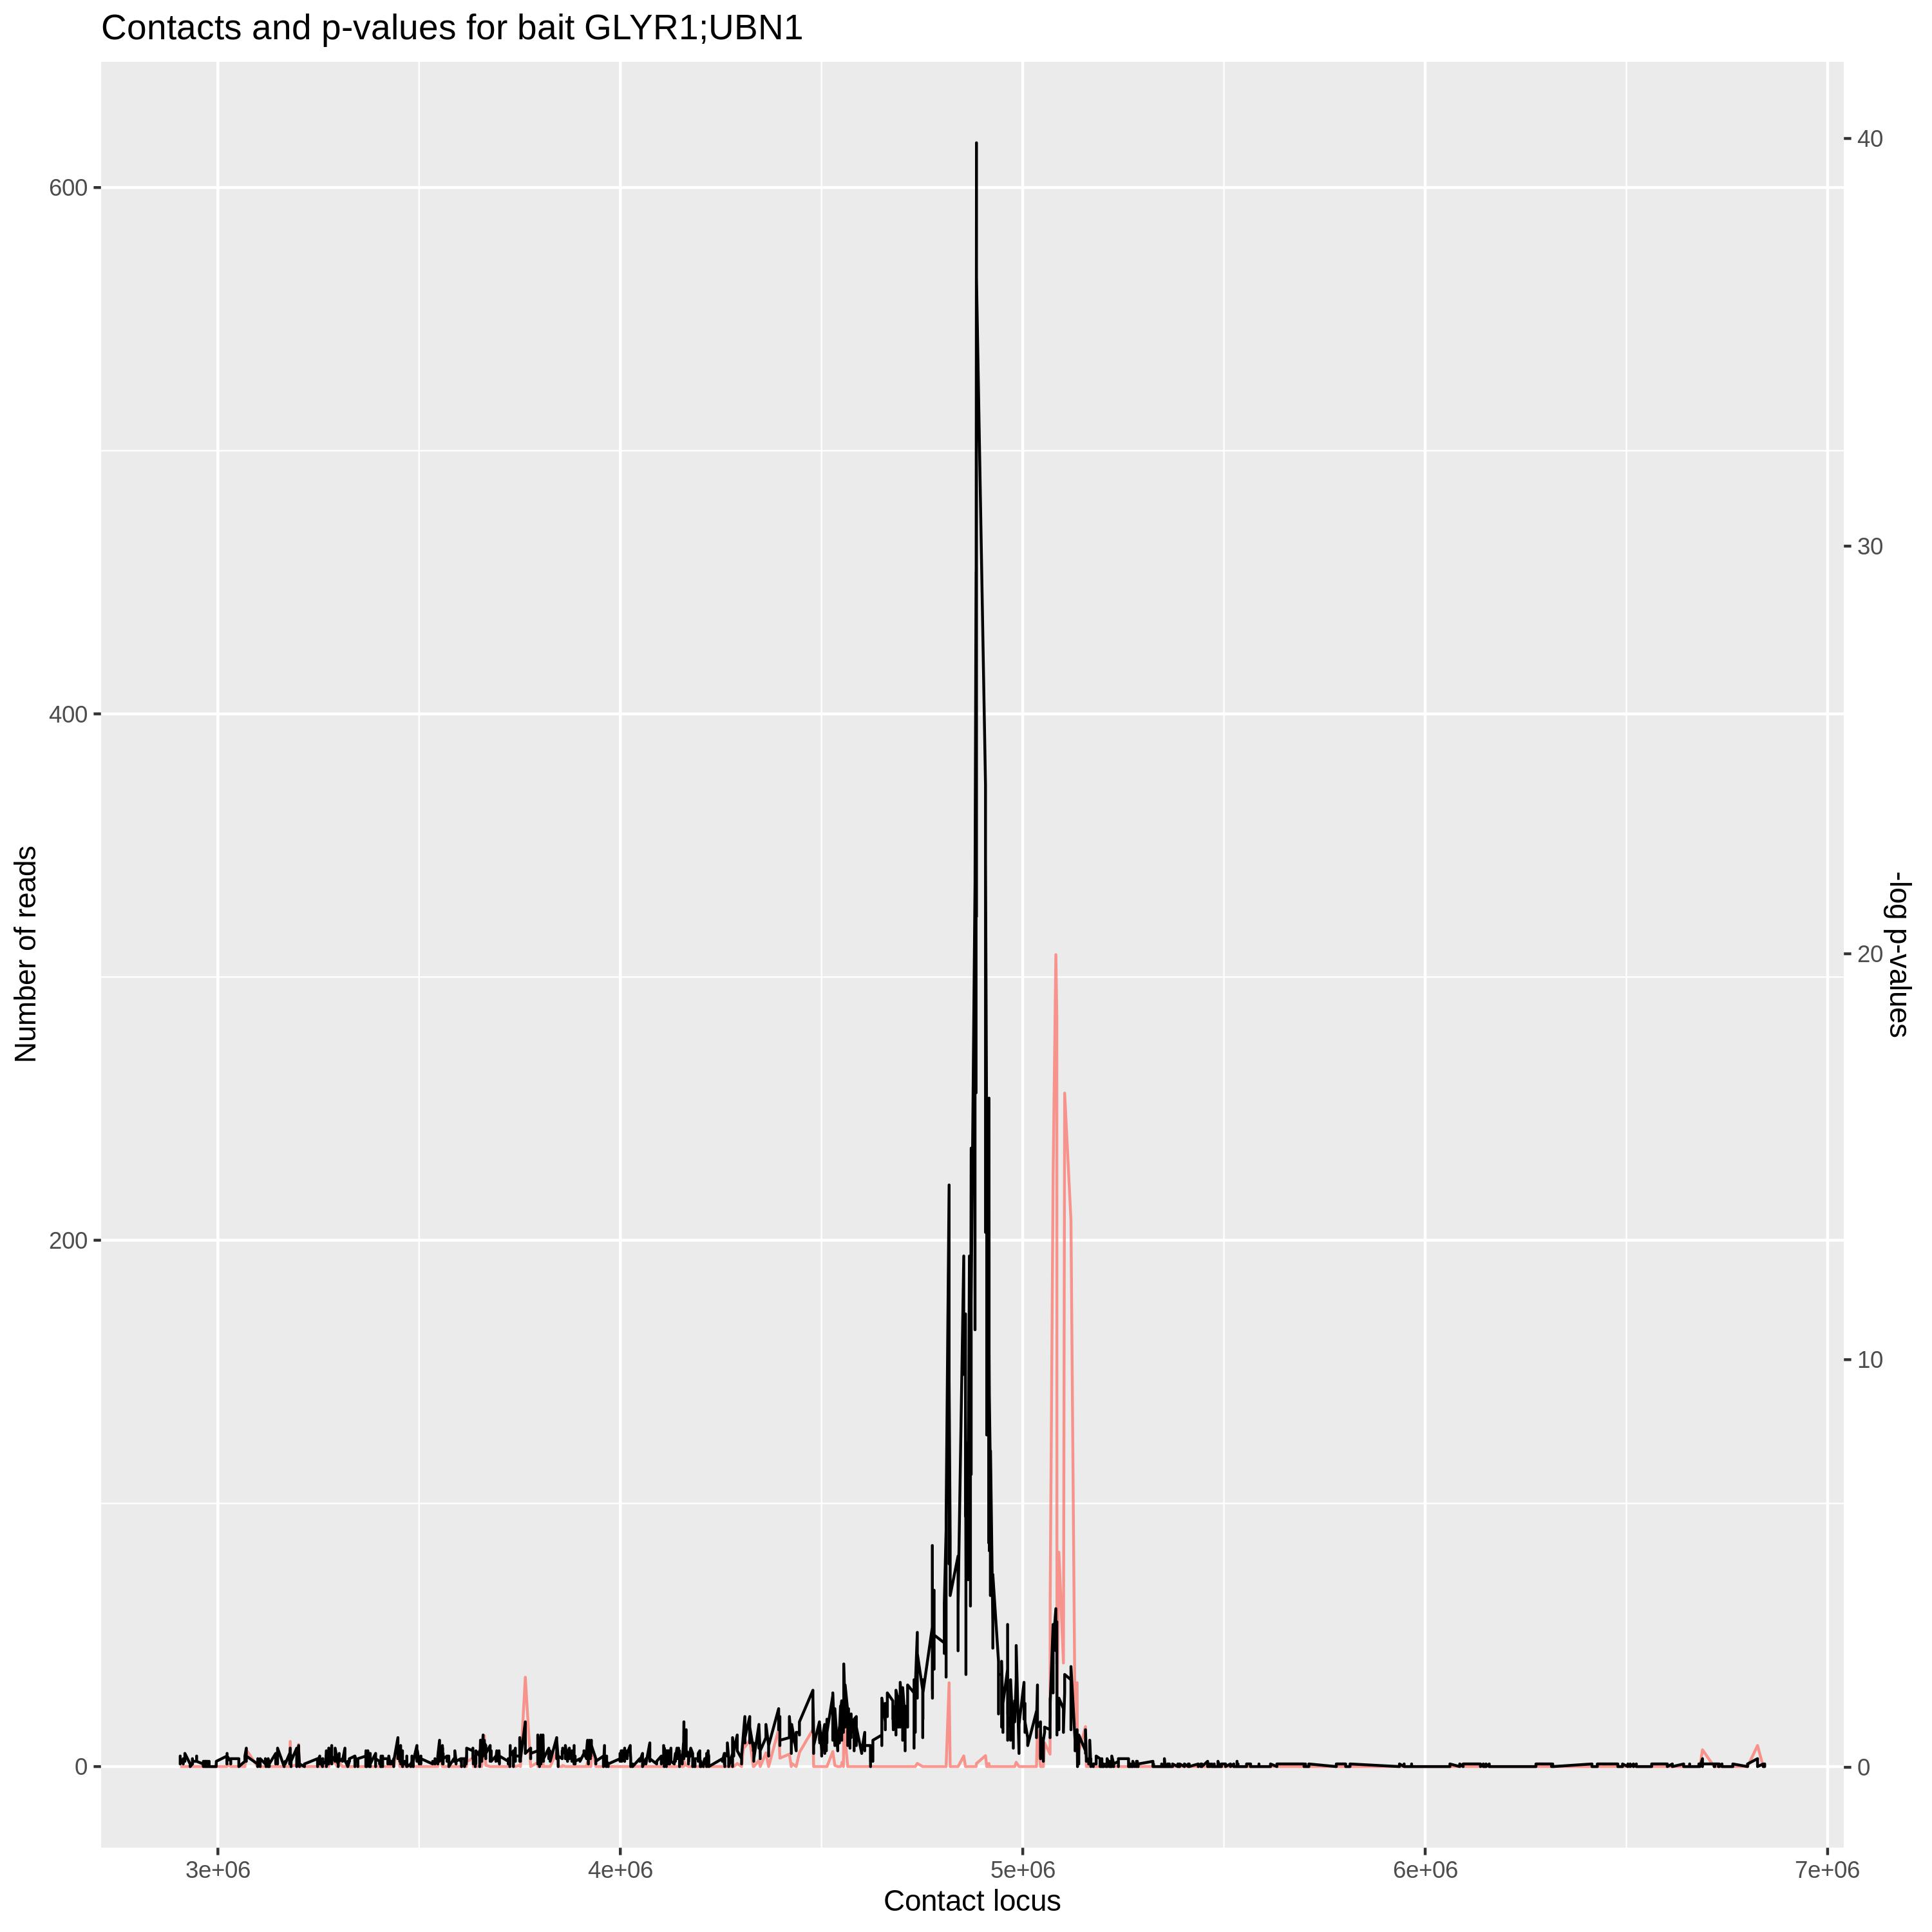 Contacts and p-values for bait GLYR1;UBN1
Number of reads
600
400
200
0
40
30
20
10
0
-log p-values
3e+06 4e+06 5e+06 6e+06 7e+06
Contact locus